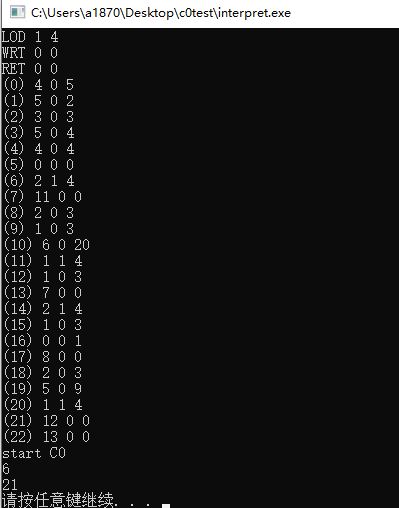 C:\Users\a1870\Desktop\c0test\interpret.exe
LOD 1 4
WRT 0 0
RET 0 0
(0) 4 0 5
(1) 5 0 2
(2) 3 0 3
(3) 5 0 4
(4) 4 0 4
(5) 0 0 0
(6) 2 1 4
(7) 11 0 0
(8) 2 0 3
(9) 1 0 3
(10) 6 0 20
(11) 1 1 4
(12) 1 0 3
(13) 7 0 0
(14) 2 1 4
(15) 1 0 3
(16) 0 0 1
(17) 8 0 0
(18) 2 0 3
(19) 5 0 9
(20) 1 1 4
(21) 12 0 0
(22) 13 0 0
start C0
6
21
请按任意键继续. . .